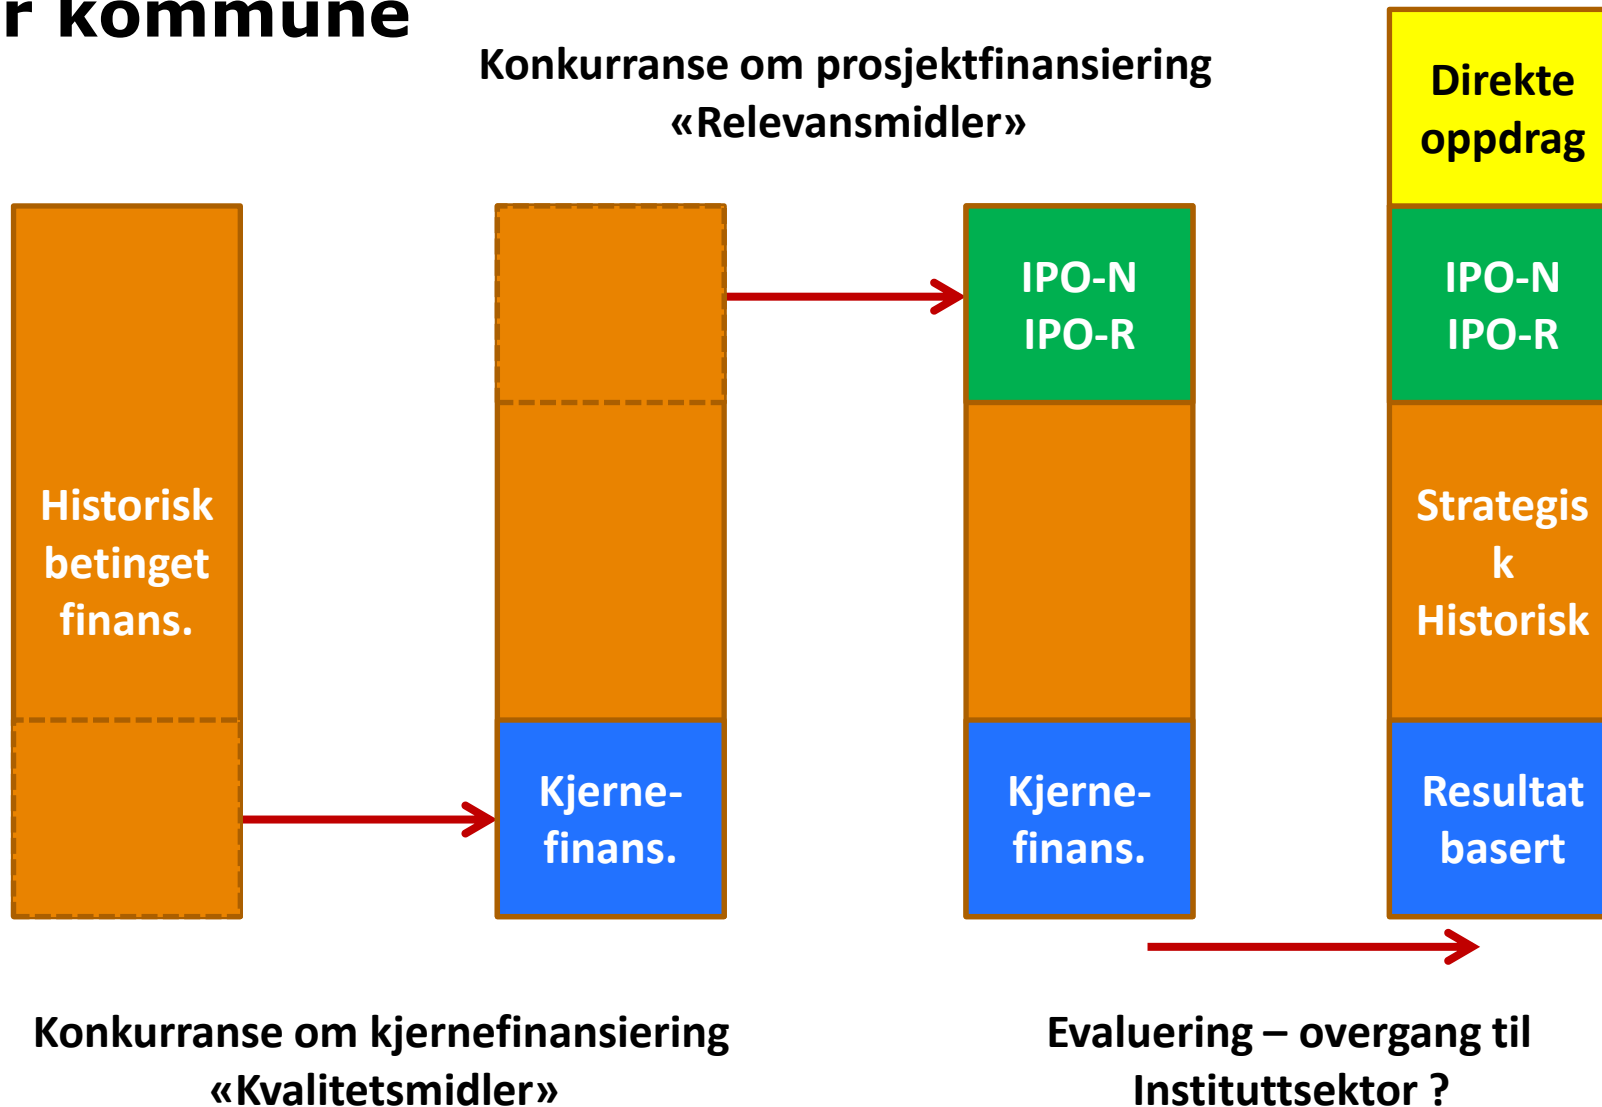 r kommune
Konkurranse om prosjektfinansiering
«Relevansmidler»
Direkte
oppdrag
Historisk
betinget
finans.
Kjerne-
finans.
IPO-N
IPO-R
Kjerne-
finans.
IPO-N
IPO-R
Strategis
k
Historisk
Resultat
basert
Konkurranse om kjernefinansiering
«Kvalitetsmidler»
Evaluering – overgang til
Instituttsektor ?